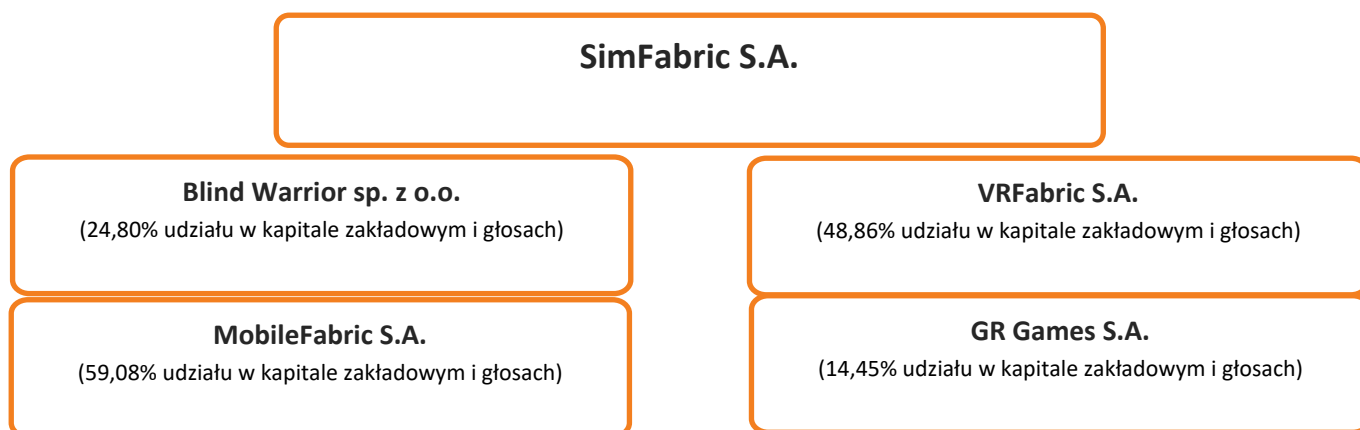 SimFabric S.A.
Blind Warrior sp. z o.o.
(24,80% udziału w kapitale zakładowym i głosach)
VRFabric S.A.
(48,86% udziału w kapitale zakładowym i głosach)
MobileFabric S.A.
(59,08% udziału w kapitale zakładowym i głosach)
GR Games S.A.
(14,45% udziału w kapitale zakładowym i głosach)